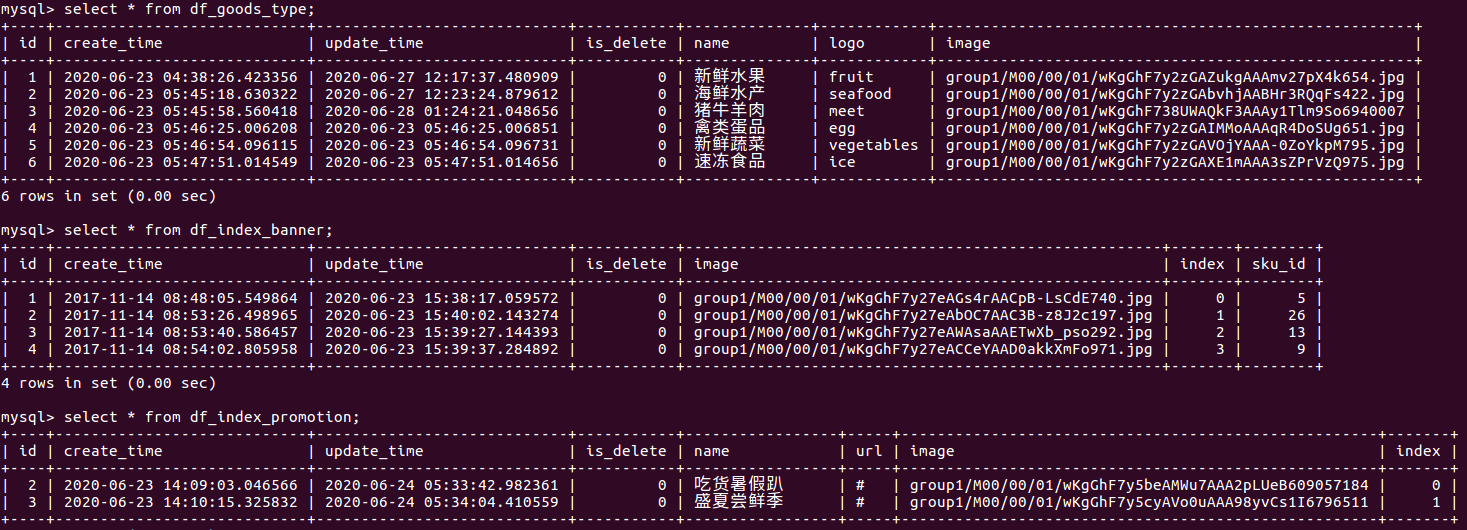 mysql> select * from df_goods_type;
+----+----------------------------+----------------------------+-----------+--------------+------------+----------------------------------------------------+
| id | create_time | update_time | is_delete | name | logo | image |
+----+----------------------------+----------------------------+-----------+--------------+------------+----------------------------------------------------+
| 1 | 2020-06-23 04:38:26.423356 | 2020-06-27 12:17:37.480909 | 0 | 新鲜水果 | fruit | group1/M00/00/01/wKgGhF7y2zGAZukgAAAmv27pX4k654.jpg |
| 2 | 2020-06-23 05:45:18.630322 | 2020-06-27 12:23:24.879612 | 0 | 海鲜水产 | seafood | group1/M00/00/01/wKgGhF7y2zGAbvhjAABHr3RQqFs422.jpg |
| 3 | 2020-06-23 05:45:58.560418 | 2020-06-28 01:24:21.048656 | 0 | 猪牛羊肉 | meet | group1/M00/00/01/wKgGhF738UWAQkF3AAAy1Tlm9So6940007 |
| 4 | 2020-06-23 05:46:25.006208 | 2020-06-23 05:46:25.006851 | 0 | 禽类蛋品 | egg | group1/M00/00/01/wKgGhF7y2zGAIMMoAAAqR4DoSUg651.jpg |
| 5 | 2020-06-23 05:46:54.096115 | 2020-06-23 05:46:54.096731 | 0 | 新鲜蔬菜 | vegetables | group1/M00/00/01/wKgGhF7y2zGAVOjYAAA-0ZoYkpM795.jpg |
| 6 | 2020-06-23 05:47:51.014549 | 2020-06-23 05:47:51.014656 | 0 | 速冻食品 | ice | group1/M00/00/01/wKgGhF7y2zGAXE1mAAA3sZPrVzQ975.jpg |
+----+----------------------------+----------------------------+-----------+--------------+------------+----------------------------------------------------+
6 rows in set (0.00 sec)
mysql> select * from df_index_banner;
+----+----------------------------+----------------------------+-----------+----------------------------------------------------+-------+--------+
| id | create_time | update_time | is_delete | image | index | sku_id |
+----+----------------------------+----------------------------+-----------+----------------------------------------------------+-------+--------+
| 1 | 2017-11-14 08:48:05.549864 | 2020-06-23 15:38:17.059572 | 0 | group1/M00/00/01/wKgGhF7y27eAGs4rAACpB-LsCdE740.jpg | 0 | 5 |
| 2 | 2017-11-14 08:53:26.498965 | 2020-06-23 15:40:02.143274 | 0 | group1/M00/00/01/wKgGhF7y27eAbOC7AAC3B-z8J2c197.jpg | 1 | 26 |
| 3 | 2017-11-14 08:53:40.586457 | 2020-06-23 15:39:27.144393 | 0 | group1/M00/00/01/wKgGhF7y27eAWAsaAAETwXb_pso292.jpg | 2 | 13 |
| 4 | 2017-11-14 08:54:02.805958 | 2020-06-23 15:39:37.284892 | 0 | group1/M00/00/01/wKgGhF7y27eACCeYAAD0akkXmFo971.jpg | 3 | 9 |
+----+----------------------------+----------------------------+-----------+----------------------------------------------------+-------+--------+
4 rows in set (0.00 sec)
mysql> select * from df_index_promotion;
+----+----------------------------+----------------------------+-----------+-----------------+-----+----------------------------------------------------+-------+
| id | create_time | update_time | is_delete | name | url | image | index |
+----+----------------------------+----------------------------+-----------+-----------------+-----+----------------------------------------------------+-------+
| 2 | 2020-06-23 14:09:03.046566 | 2020-06-24 05:33:42.982361 | 0 | 吃货暑假趴 | # | group1/M00/00/01/wKgGhF7y5beAMWu7AAA2pLUeB609057184 | 0 |
| 3 | 2020-06-23 14:10:15.325832 | 2020-06-24 05:34:04.410559 | 0 | 盛夏尝鲜季 | # | group1/M00/00/01/wKgGhF7y5cyAVo0uAAA98yvCs1I6796511 | 1 |
+----+----------------------------+----------------------------+-----------+-----------------+-----+----------------------------------------------------+-------+